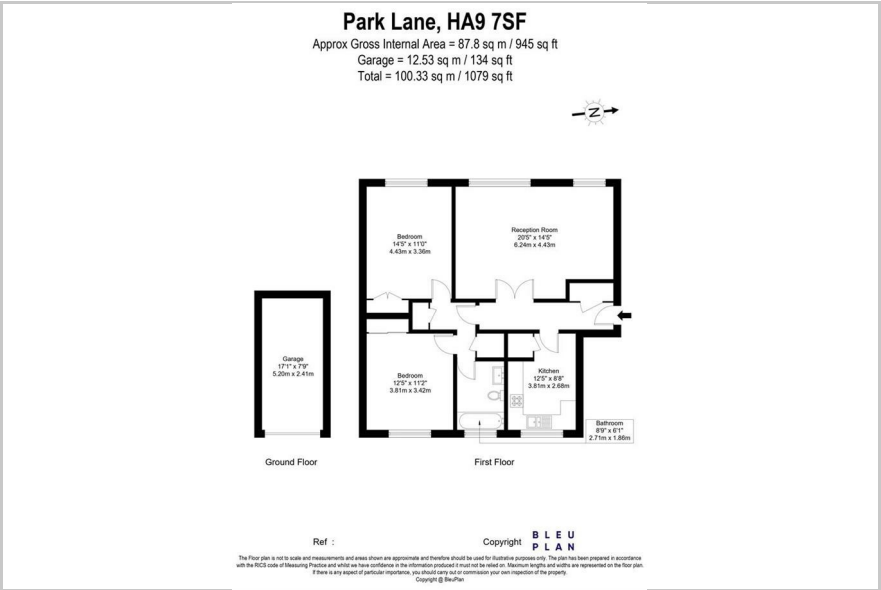 Park Lane, HA9 7SF
Approx Gross Internal Area = 87.8 sq m / 945 sq ft
Garage = 12.53 sq m / 134 sq ft
Total = 100.33 sq m / 1079 sq ft
N
Bedroom
14'5" x 11'0"
4.43m x 3.36m
Reception Room
20'5" x 14'5"
6.24m x 4.43m
Garage
17'1" x 7'9"
5.20m x 2.41m
Bedroom
12'5" x 11'2"
3.81m x 3.42m
Kitchen
12'5" x 8'8"
3.81m x 2.68m
Bathroom
8'9" x 6'1"
2.71m x 1.86m
Ground Floor
First Floor
Ref :
Copyright
BLEU
PLAN
The Floor plan is not to scale and measurements and areas shown are approximate and therefore should be used for illustrative purposes only. The plan has been prepared in accordance
with the RICS code of Measuring Practice and whilst we have confidence in the information produced it must not be relied on. Maximum lengths and widths are represented on the floor plan.
If there is any aspect of particular importance, you should carry out or commission your own inspection of the property.
Copyright @ BleuPlan